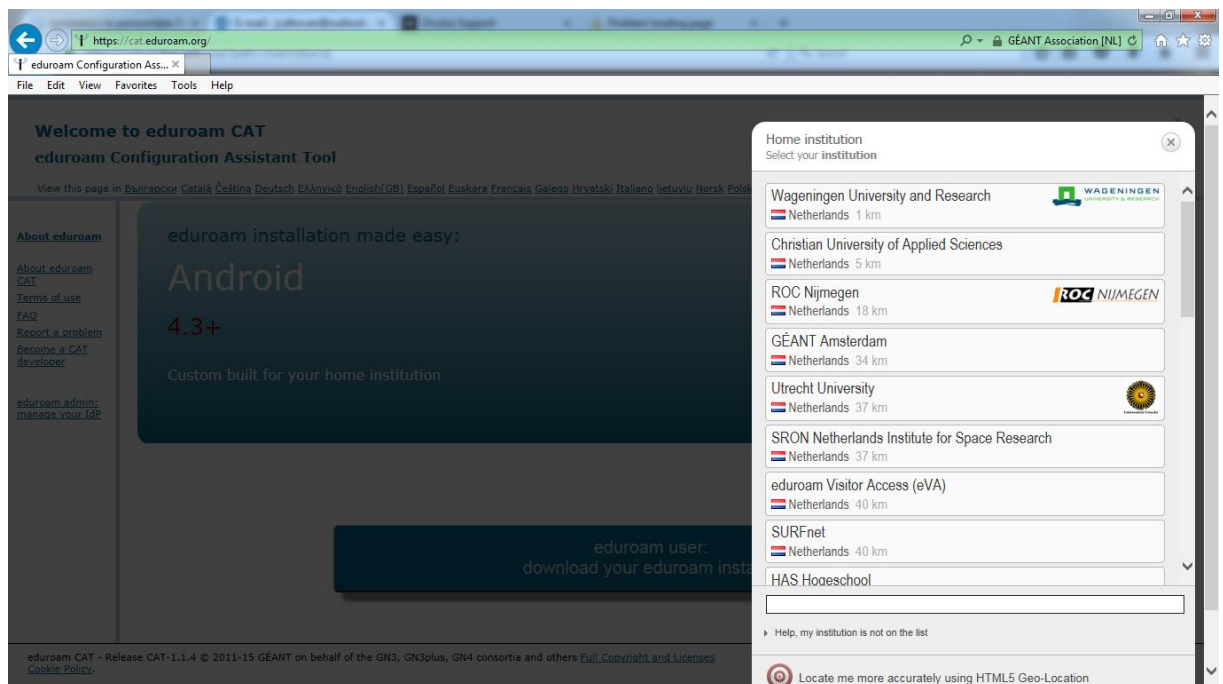 https://cat.eduroam.org/
GÉANT Association [NL]
eduroam Configuration Ass...
File Edit View Favorites Tools Help
Welcome to eduroam CAT
eduroam Configuration Assistant Tool
View this page in Български Català Čeština Deutsch Ελληνικά English(GB) Español Euskara Francais Galego Hrvatski Italiano lietuvių Norsk Polsk
About eduroam
About eduroam
CAT
Terms of use
FAQ
Report a problem
Become a CAT
developer
eduroam admin:
manage your IdP
eduroam installation made easy:
Android
4.3+
Custom built for your home institution
eduroam user:
download your eduroam insta
Home institution
Select your institution
Wageningen University and Research
WAGENINGEN
UNIVERSITY & RESEARCH
Netherlands 1 km
Christian University of Applied Sciences
Netherlands 5 km
ROC Nijmegen
ROC NIJMEGEN
Netherlands 18 km
GÉANT Amsterdam
Netherlands 34 km
Utrecht University
Netherlands 37 km
SRON Netherlands Institute for Space Research
Netherlands 37 km
eduroam Visitor Access (eVA)
Netherlands 40 km
SURFnet
Netherlands 40 km
HAS Hogeschool
Help, my institution is not on the list
Locate me more accurately using HTML5 Geo-Location
eduroam CAT - Release CAT-1.1.4 © 2011-15 GÉANT on behalf of the GN3, GN3plus, GN4 consortia and others Full Copyright and Licenses
Cookie Policy.